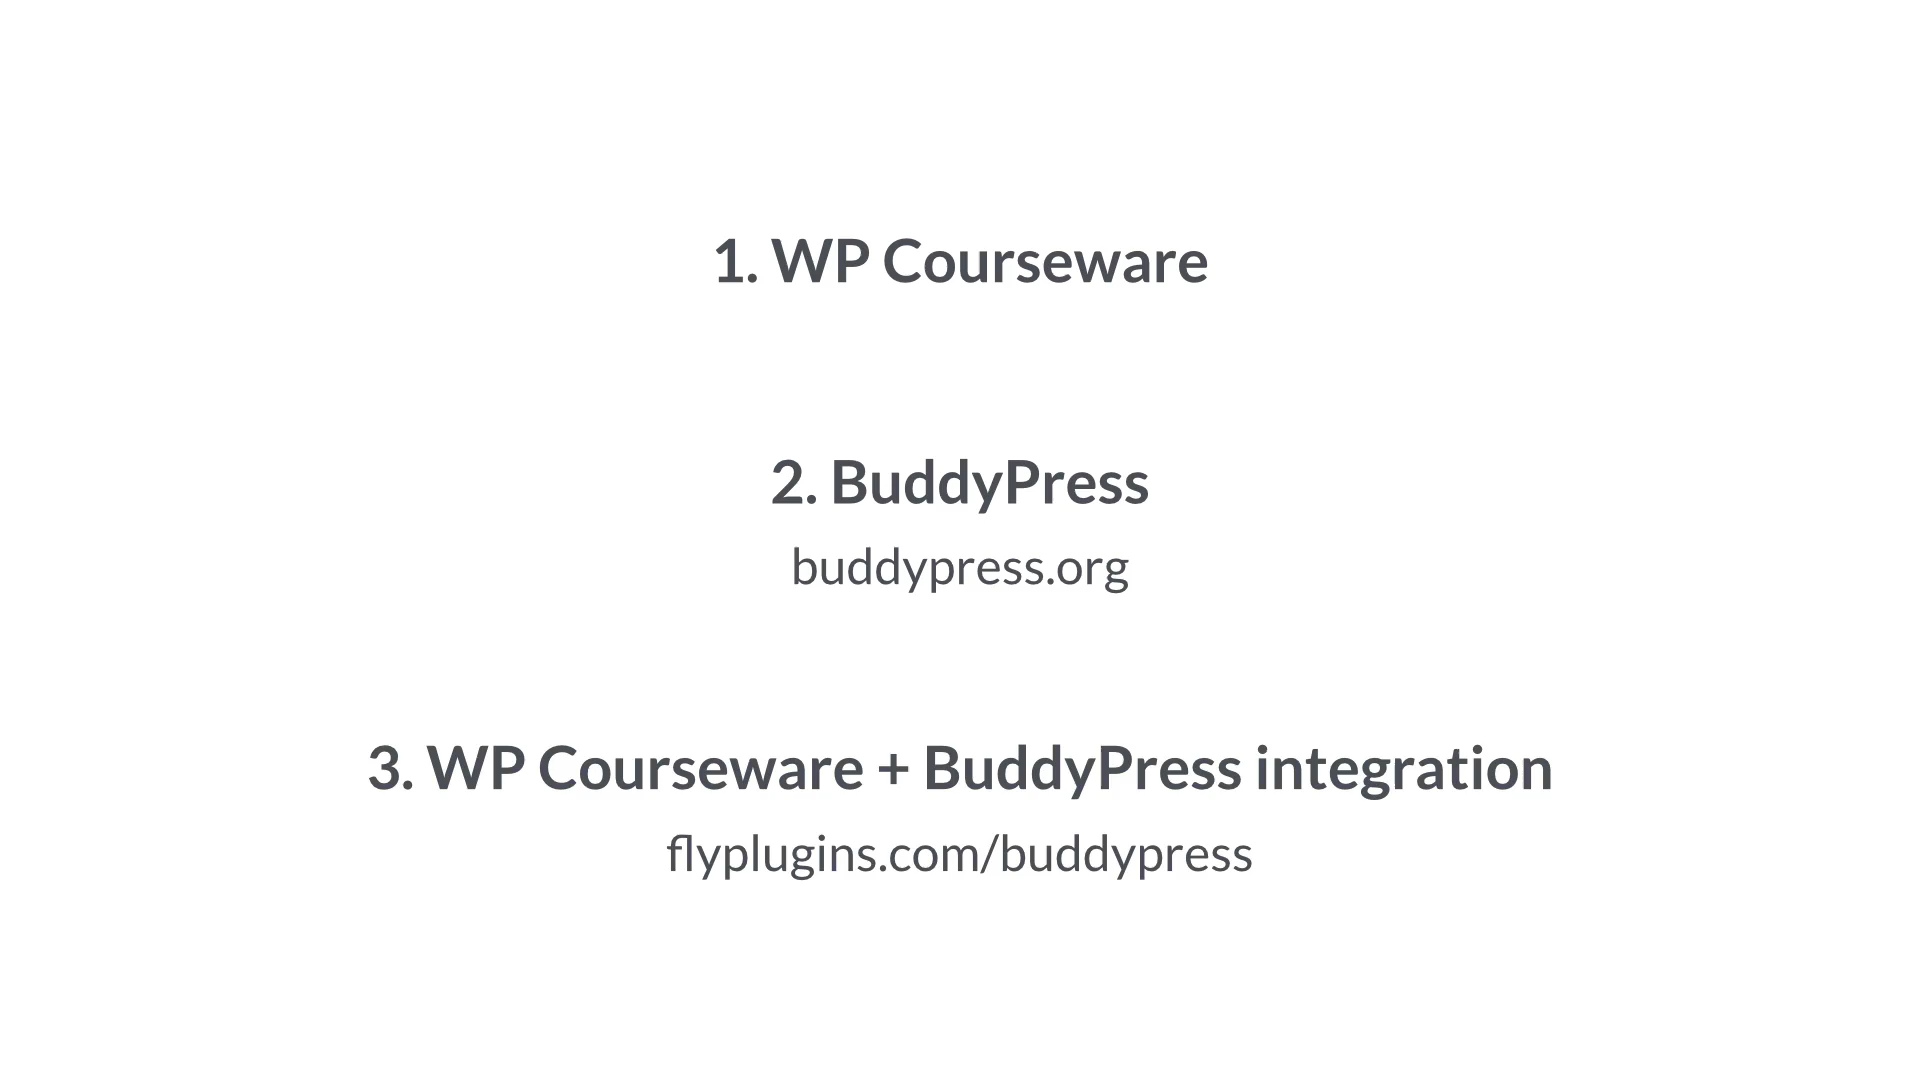 1. WP Courseware
2. BuddyPress
buddypress.org
3. WP Courseware + BuddyPress integration
flyplugins.com/buddypress